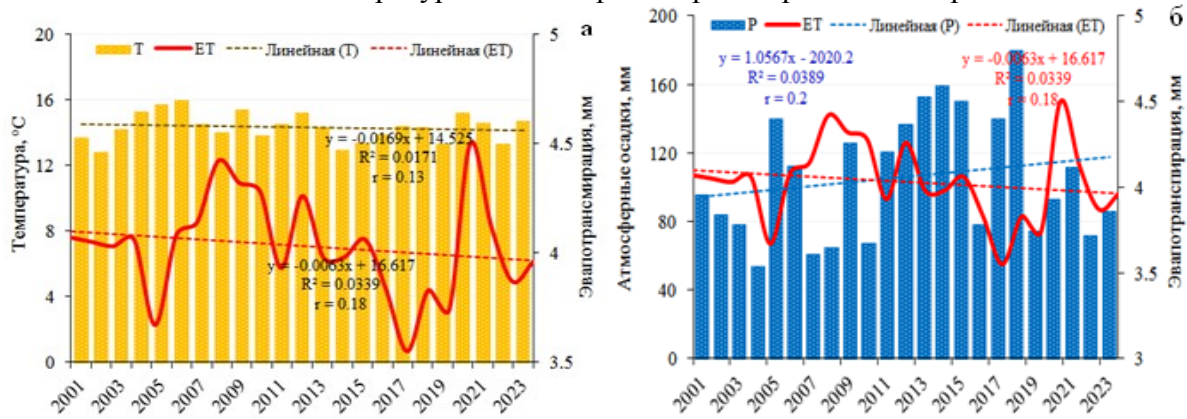 а
T ET Линейная (T) Линейная (ET)
Температура, °C
20
16
12
8
4
0
y = -0.0169x + 14.525
R² = 0.0171
r = 0.13
y = -0.0063x + 16.617
R² = 0.0339
r = 0.18
5
4.5
4
3.5
Эвапотрансмирация, мм
2001 2003 2005 2007 2009 2011 2013 2015 2017 2019 2021 2023
б
P ET Линейная (P) Линейная (ET)
Атмосферные осадки, мм
200
160
120
80
40
0
y = 1.0567x - 2020.2
R² = 0.0389
r = 0.2
y = -0.0063x + 16.617
R² = 0.0339
r = 0.18
5
4.5
4
3.5
3
Эвапотрансмирация, мм
2001 2003 2005 2007 2009 2011 2013 2015 2017 2019 2021 2023